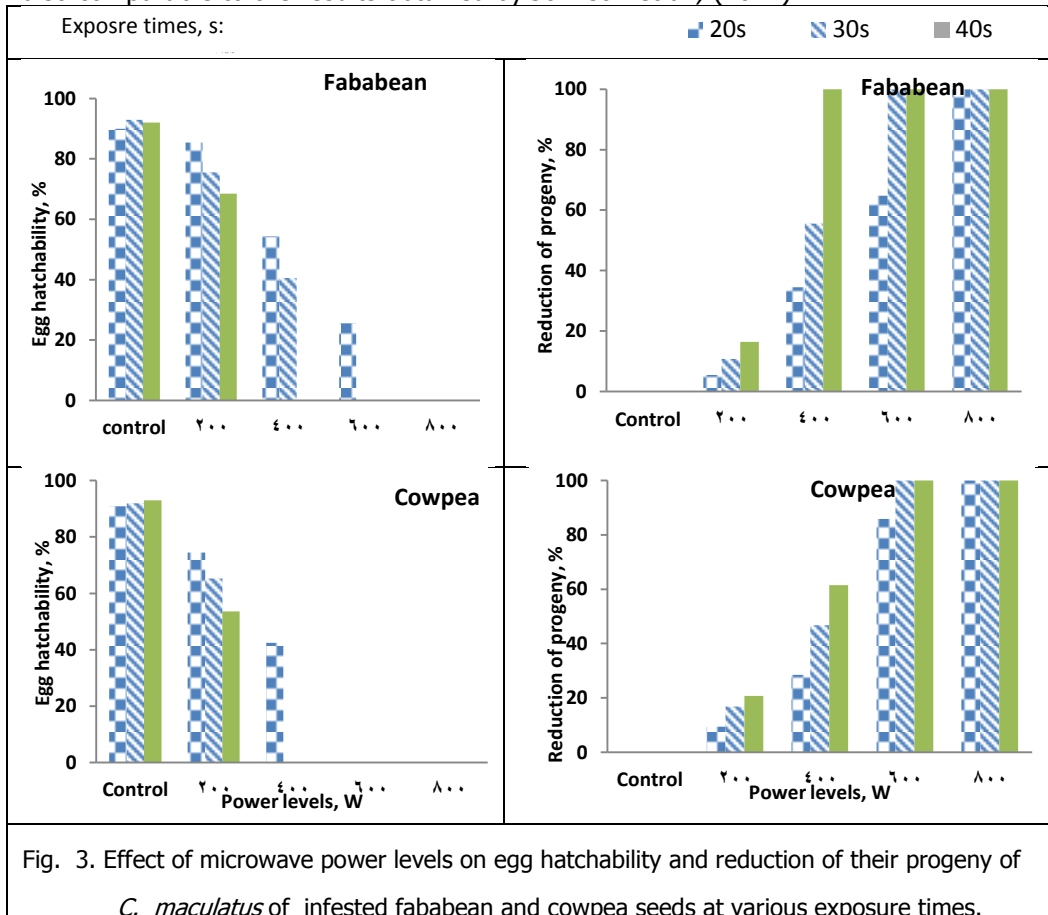 Exposre times, s: 20s 30s 40s
Fababean
Egg hatchability, %
100
80
60
40
20
0
control ٢٠٠ ٤٠٠ ٦٠٠ ٨٠٠
Fababean
Reduction of progeny, %
100
80
60
40
20
0
Control ٢٠٠ ٤٠٠ ٦٠٠ ٨٠٠
Cowpea
Egg hatchability, %
100
80
60
40
20
0
Control ٢٠٠ ٤٠٠ ٦٠٠ ٨٠٠
Power levels, W
Cowpea
Reduction of progeny, %
100
80
60
40
20
0
Control ٢٠٠ ٤٠٠ ٦٠٠ ٨٠٠
Power levels, W
Fig. 3. Effect of microwave power levels on egg hatchability and reduction of their progeny of
C. maculatus of infested fababean and cowpea seeds at various exposure times.